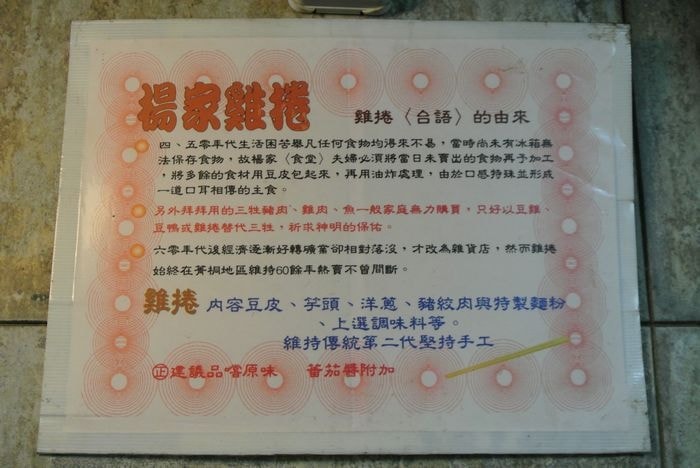 楊家雞捲
雞捲〈台語〉的由來
四、五零年代生活困苦舉凡任何食物均得來不易,當時尚未有冰箱無
法保存食物,故楊家〈食堂〉夫婦必須將當日未賣出的食物再予加工
,將多餘的食材用豆皮包起來,再用油炸處理,由於口感特殊並形成
一道口耳相傳的主食。
另外拜拜用的三牲豬肉、雞肉、魚一般家庭無力購買,只好以豆雞、
豆鴨或雞捲替代三牲,祈求神明的保佑。
六零年代後經濟逐漸好轉礦業卻相對落沒,才改為雜貨店,然而雞捲
始終在菁桐地區維持60餘年熱賣不曾間斷。
雞捲 內容豆皮、芋頭、洋蔥、豬絞肉與特製麵粉
、上選調味料等。
維持傳統第二代堅持手工
㊣建議品嚐原味 蕃茄醬附加